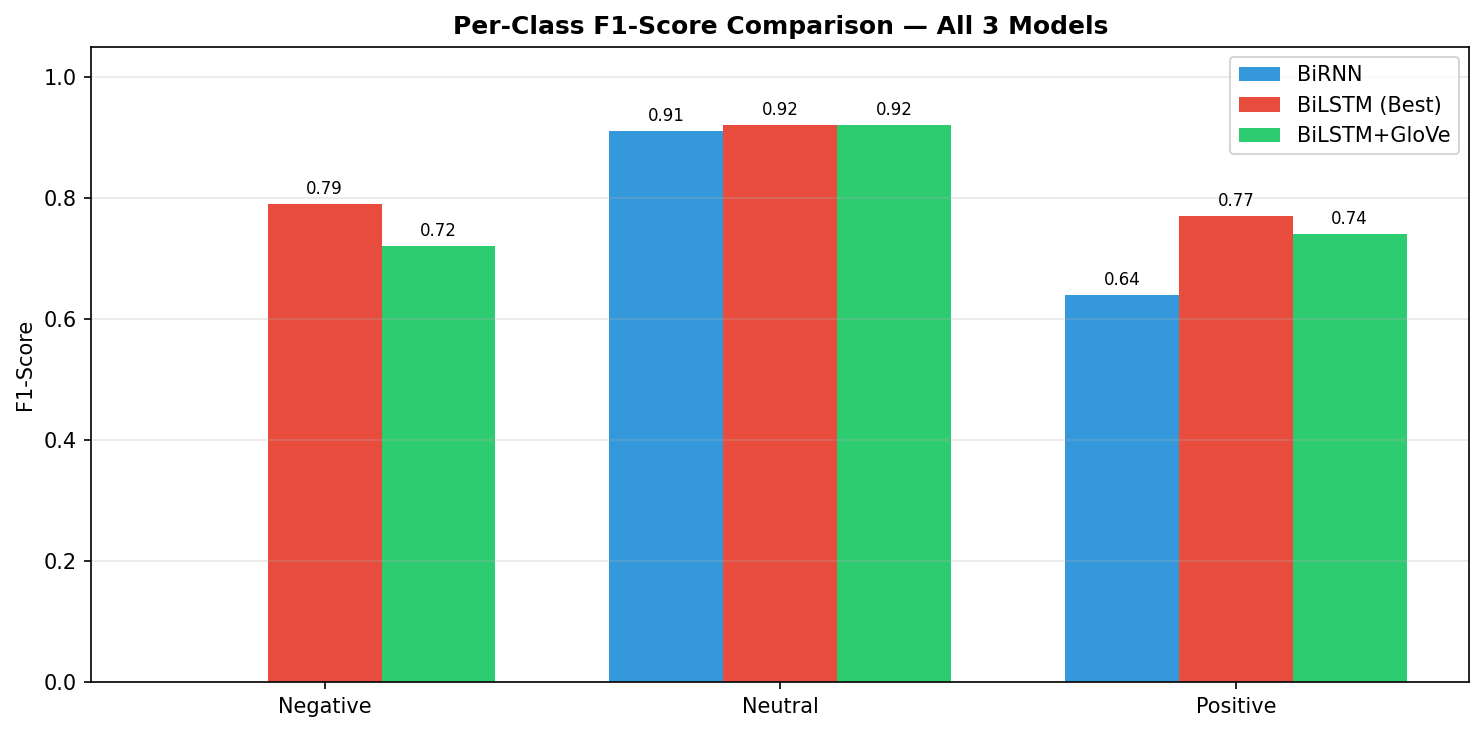 Per-Class F1-Score Comparison — All 3 Models
BiRNN
BiLSTM (Best)
BiLSTM+GloVe
F1-Score
1.0
0.8
0.6
0.4
0.2
0.0
0.79
0.72
0.91
0.92
0.92
0.64
0.77
0.74
Negative
Neutral
Positive